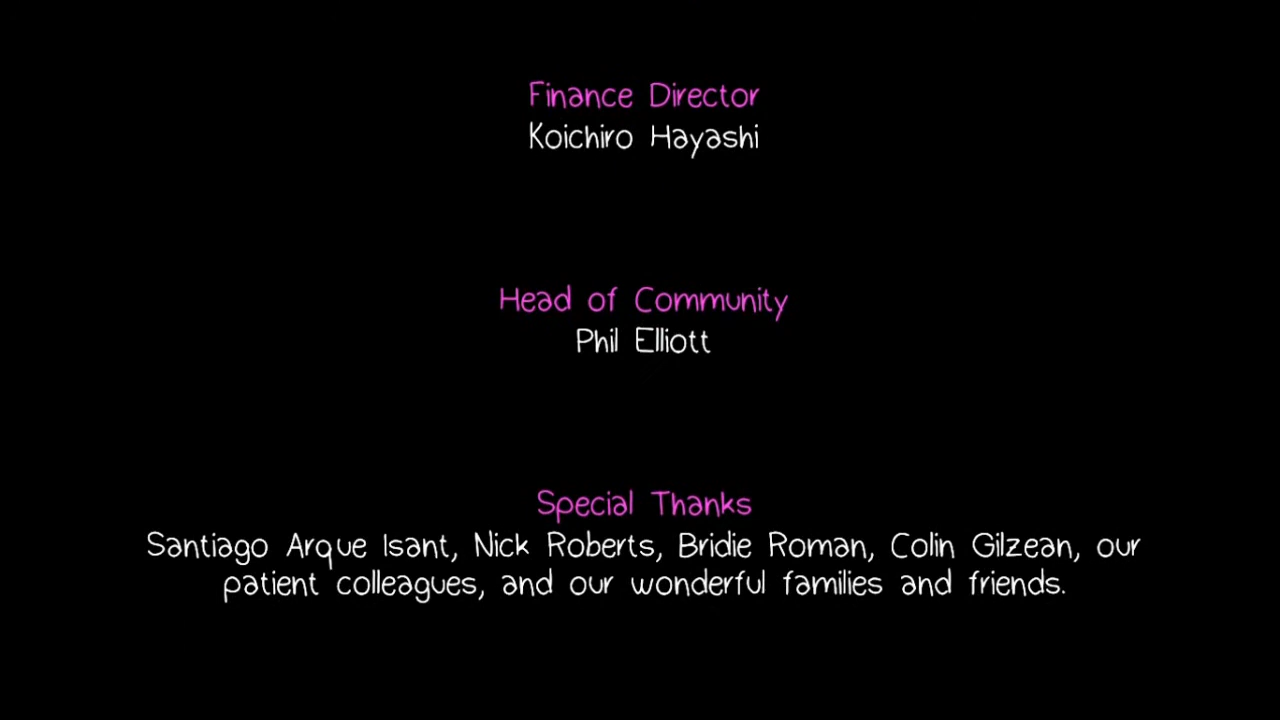 Finance Director
Koichiro Hayashi
Head of Community
Phil Elliott
Special Thanks
Santiago Arque Isant, Nick Roberts, Bridie Roman, Colin Gilzean, our
patient colleagues, and our wonderful families and friends.